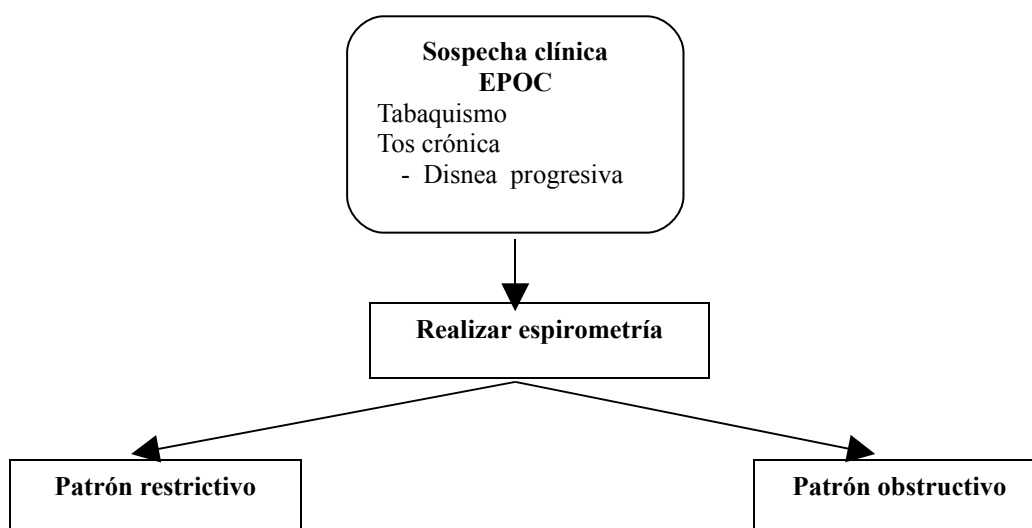 Sospecha clínica
EPOC
Tabaquismo
Tos crónica
- Disnea progresiva
Realizar espirometría
Patrón restrictivo
Patrón obstructivo